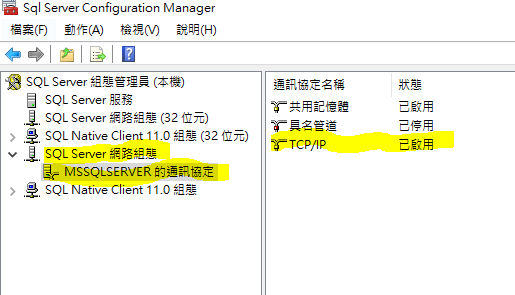 Sql Server Configuration Manager
檔案(F) 動作(A) 檢視(V) 說明(H)
SQL Server 組態管理員 (本機)
SQL Server 服務
SQL Server 網路組態 (32 位元)
SQL Native Client 11.0 組態 (32 位元)
SQL Server 網路組態
MSSQLSERVER 的通訊協定
SQL Native Client 11.0 組態
通訊協定名稱 狀態
共用記憶體 已啟用
具名管道 已停用
TCP/IP 已啟用